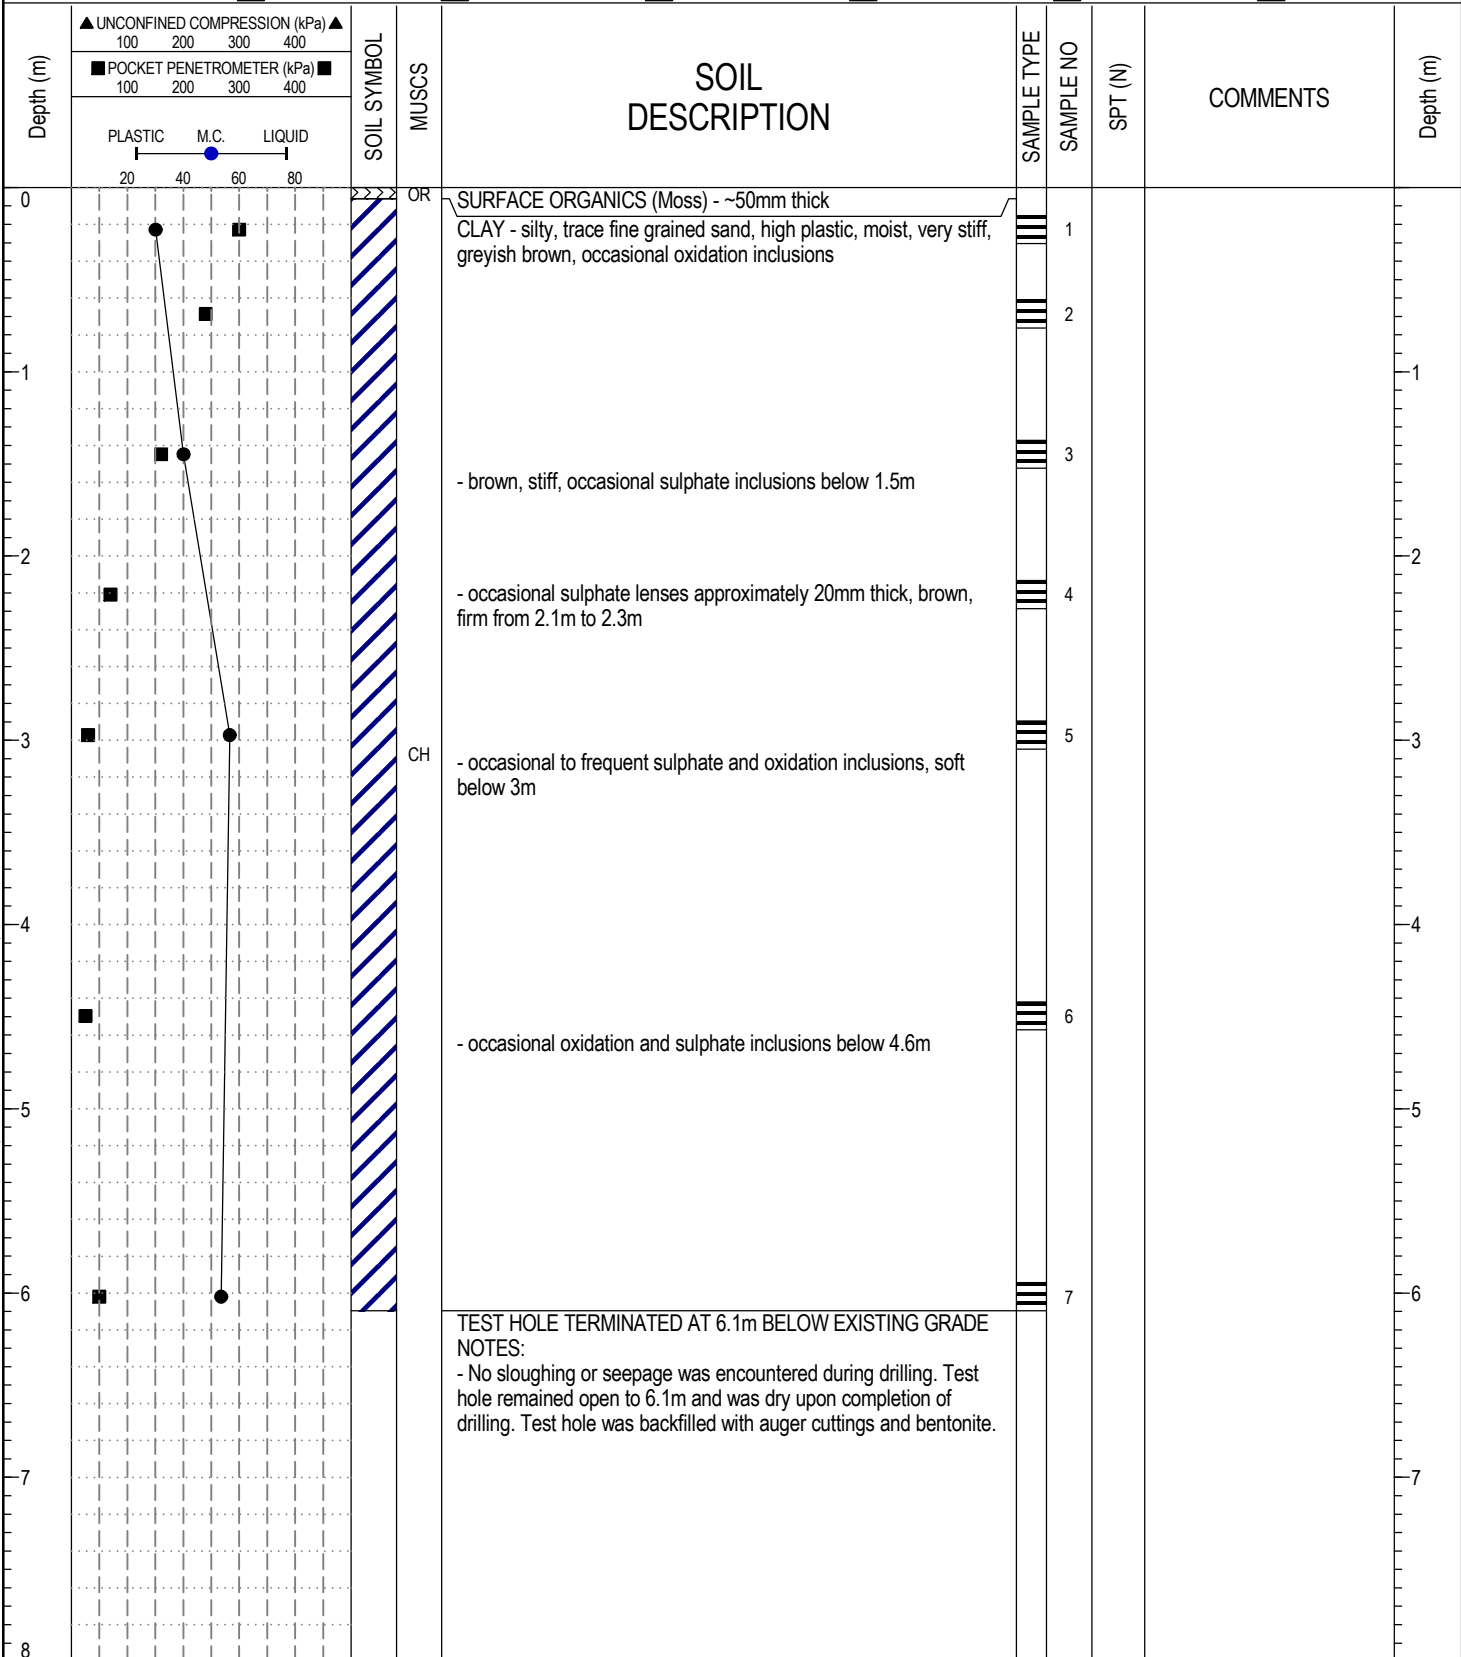 ▲ UNCONFINED COMPRESSION (kPa) ▲
100 200 300 400
■ POCKET PENETROMETER (kPa) ■
100 200 300 400
PLASTIC M.C. LIQUID
20 40 60 80
Depth (m)
SOIL SYMBOL
MUSCS
SOIL
DESCRIPTION
SAMPLE TYPE
SAMPLE NO
SPT (N)
COMMENTS
Depth (m)
0
OR
SURFACE ORGANICS (Moss) - ~50mm thick
CLAY - silty, trace fine grained sand, high plastic, moist, very stiff,
greyish brown, occasional oxidation inclusions
1
2
1
1
3
- brown, stiff, occasional sulphate inclusions below 1.5m
2
2
- occasional sulphate lenses approximately 20mm thick, brown,
firm from 2.1m to 2.3m
4
5
3
3
CH
- occasional to frequent sulphate and oxidation inclusions, soft
below 3m
4
4
6
- occasional oxidation and sulphate inclusions below 4.6m
5
5
6
7
6
TEST HOLE TERMINATED AT 6.1m BELOW EXISTING GRADE
NOTES:
- No sloughing or seepage was encountered during drilling. Test
hole remained open to 6.1m and was dry upon completion of
drilling. Test hole was backfilled with auger cuttings and bentonite.
7
7
8